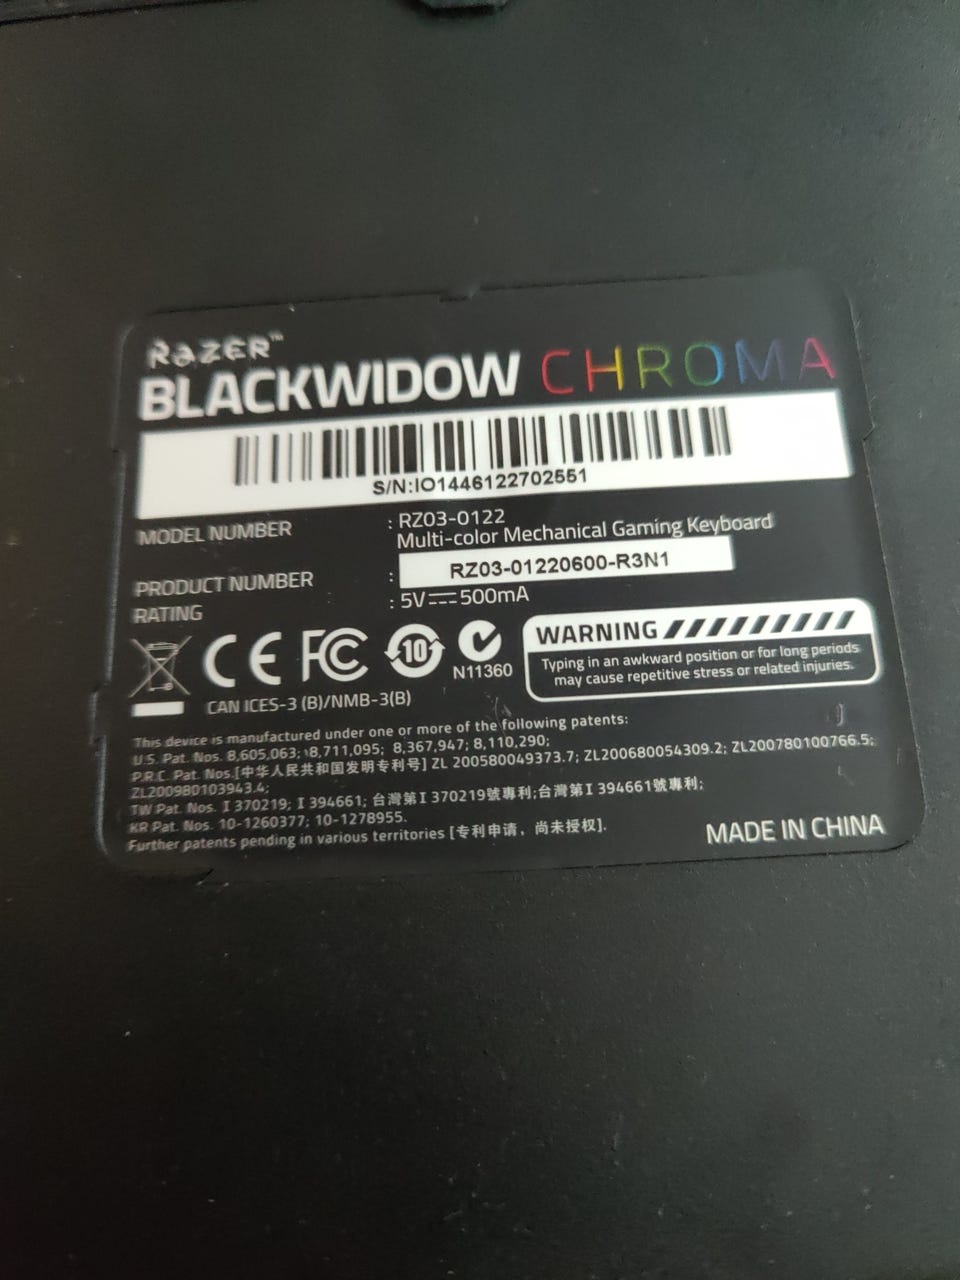 RAZER™
BLACKWIDOW CHROMA
S/N:IO1446122702551
MODEL NUMBER : RZ03-0122
Multi-color Mechanical Gaming Keyboard
PRODUCT NUMBER : RZ03-01220600-R3N1
RATING : 5V⎓500mA
CE FC 10 N11360
CAN ICES-3 (B)/NMB-3(B)
WARNING
Typing in an awkward position or for long periods
may cause repetitive stress or related injuries.
This device is manufactured under one or more of the following patents:
U.S. Pat. Nos. 8,605,063; 8,711,095; 8,367,947; 8,110,290;
P.R.C. Pat. Nos.[中华人民共和国发明专利号] ZL 200580049373.7; ZL200680054309.2; ZL200780100766.5;
ZL200980103943.4;
TW Pat. Nos. I 370219; I 394661; 台灣第I 370219號專利;台灣第I 394661號專利;
KR Pat. Nos. 10-1260377; 10-1278955.
Further patents pending in various territories [专利申请，尚未授权].
MADE IN CHINA